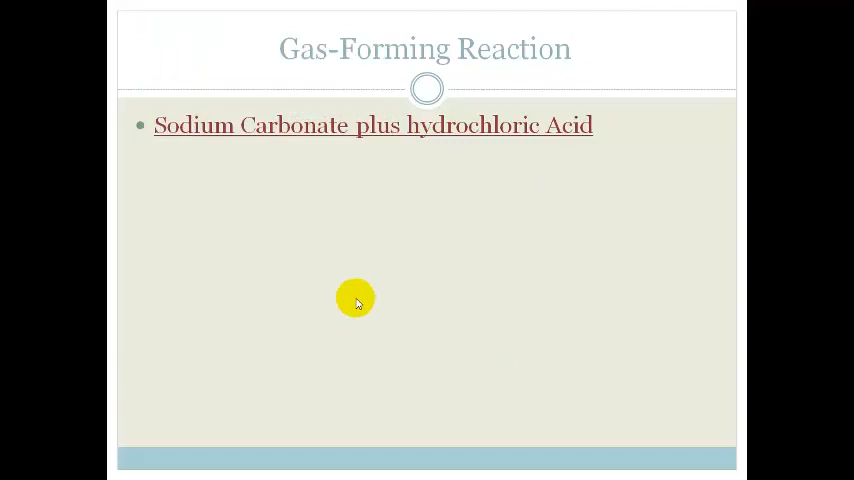 Gas-Forming Reaction
Sodium Carbonate plus hydrochloric Acid